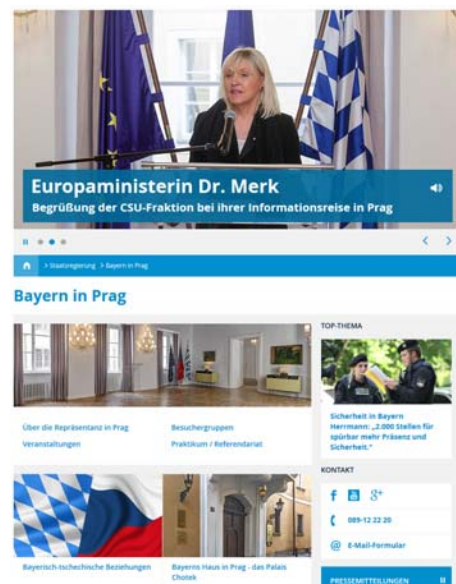 Europaministerin Dr. Merk
Begrüßung der CSU-Fraktion bei ihrer Informationsreise in Prag
> Staatsregierung > Bayern in Prag
Bayern in Prag
Über die Repräsentanz in Prag
Besuchergruppen
Veranstaltungen
Praktikum / Referendariat
Bayerisch-tschechische Beziehungen
Bayerns Haus in Prag - das Palais
Chotek
TOP-THEMA
Sicherheit in Bayern
Herrmann: „2.000 Stellen für
spürbar mehr Präsenz und
Sicherheit."
KONTAKT
f You Tube g+
089-12 22 20
@ E-Mail-Formular
PRESSEMITTEILUNGEN